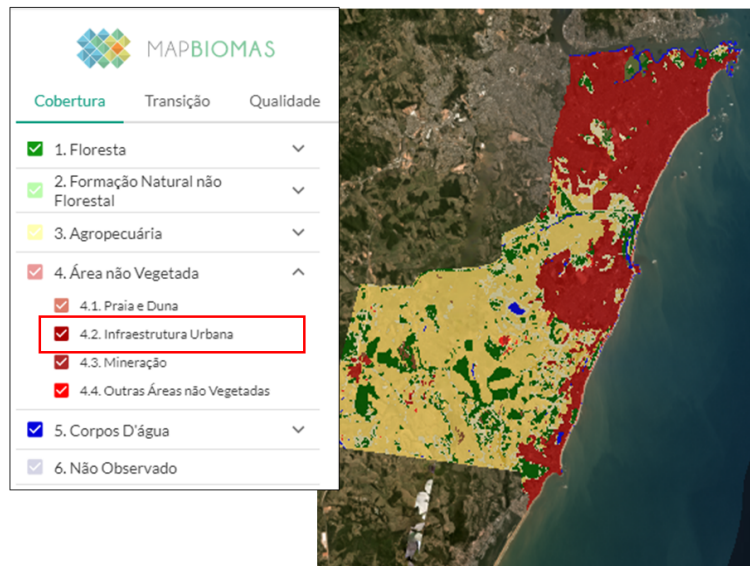 MAPBIOMAS
Cobertura Transição Qualidade
1. Floresta
2. Formação Natural não
Florestal
3. Agropecuária
4. Área não Vegetada
4.1. Praia e Duna
4.2. Infraestrutura Urbana
4.3. Mineração
4.4. Outras Áreas não Vegetadas
5. Corpos D'água
6. Não Observado